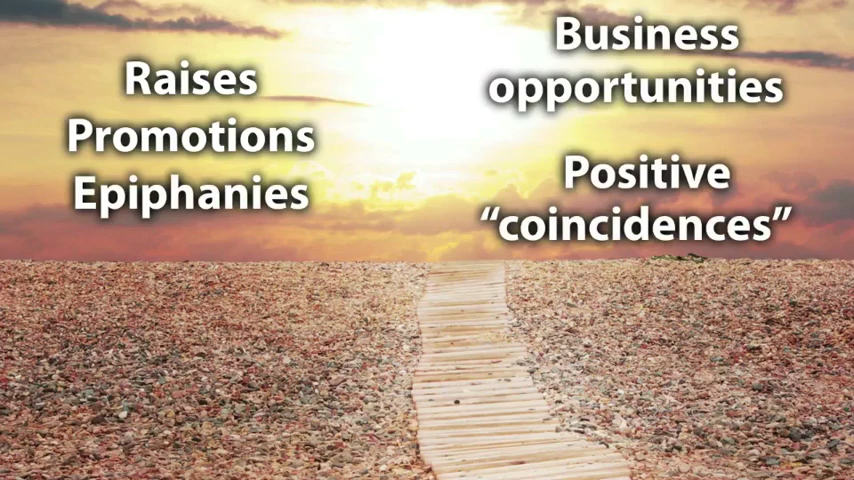 Raises
Promotions
Epiphanies
Business
opportunities
Positive
“coincidences”